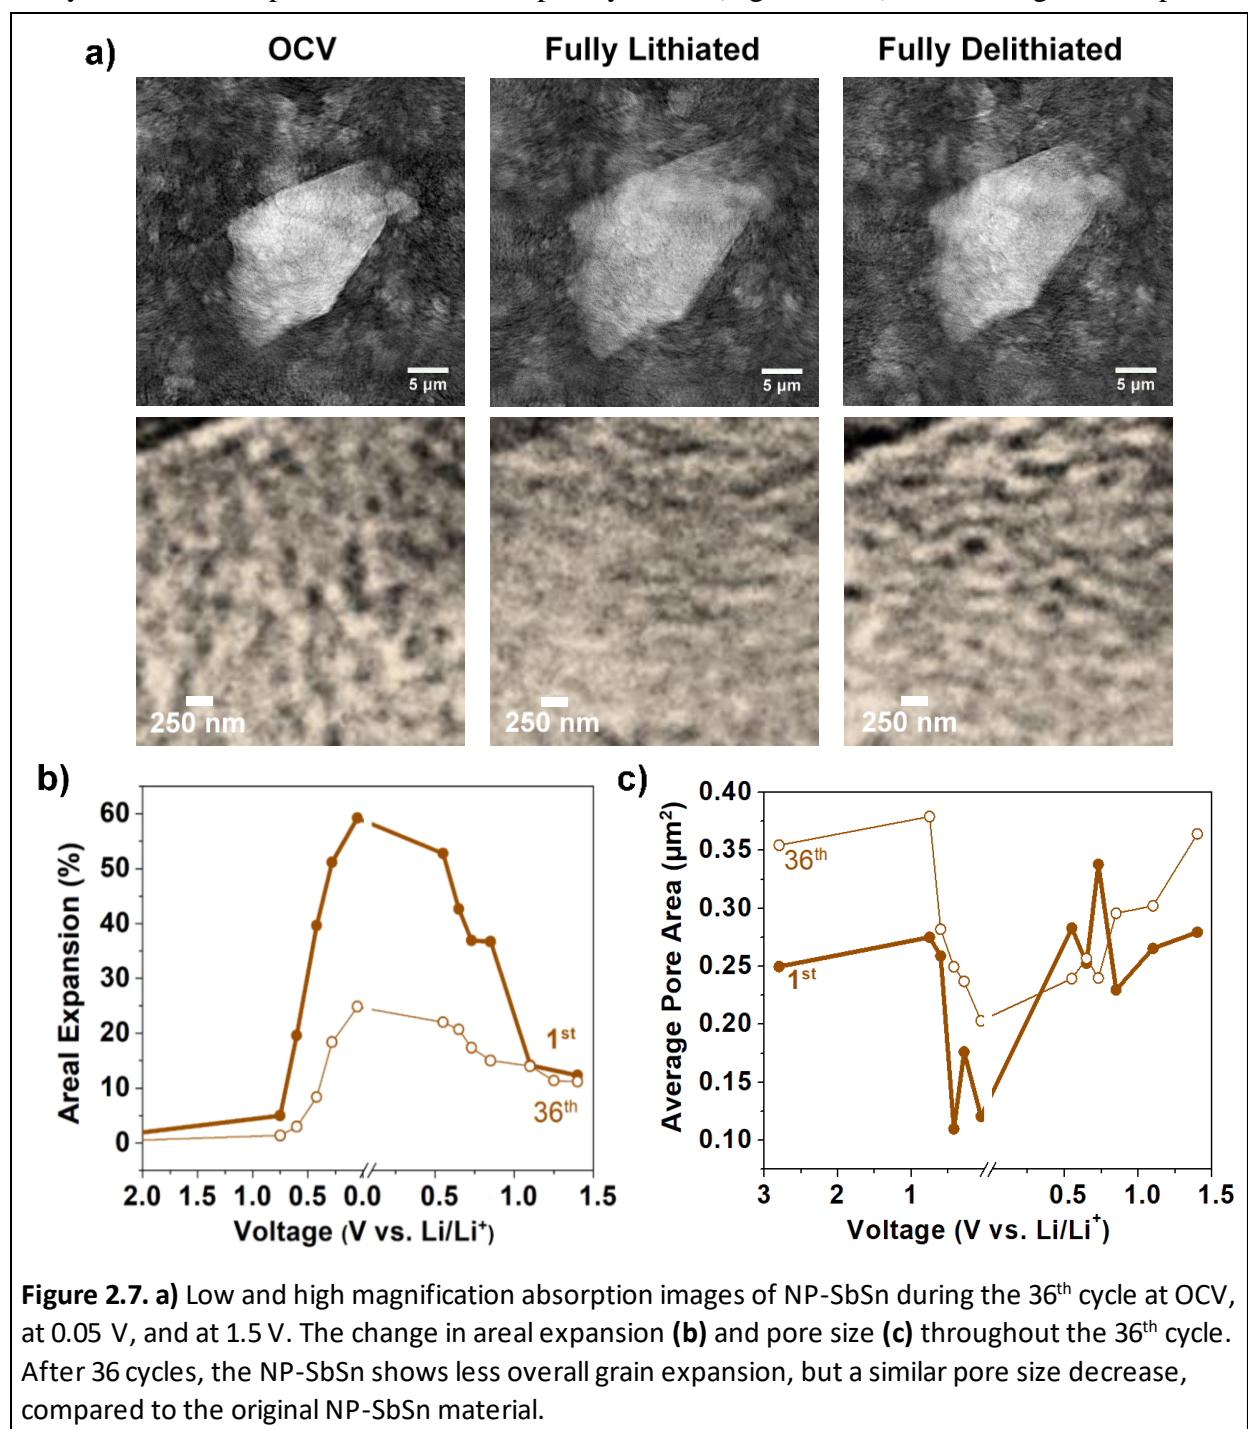 a)
OCV
Fully Lithiated
Fully Delithiated
5 µm
5 µm
5 µm
250 nm
250 nm
250 nm
b)
Areal Expansion (%)
60
50
40
30
20
10
0
1st
36th
2.0 1.5 1.0 0.5 0.0 0.5 1.0 1.5
Voltage (V vs. Li/Li+)
c)
Average Pore Area (µm2)
0.40
0.35
0.30
0.25
0.20
0.15
0.10
36th
1st
3 2 1 0.5 1.0 1.5
Voltage (V vs. Li/Li+)
Figure 2.7. a) Low and high magnification absorption images of NP-SbSn during the 36th cycle at OCV,
at 0.05 V, and at 1.5 V. The change in areal expansion (b) and pore size (c) throughout the 36th cycle.
After 36 cycles, the NP-SbSn shows less overall grain expansion, but a similar pore size decrease,
compared to the original NP-SbSn material.